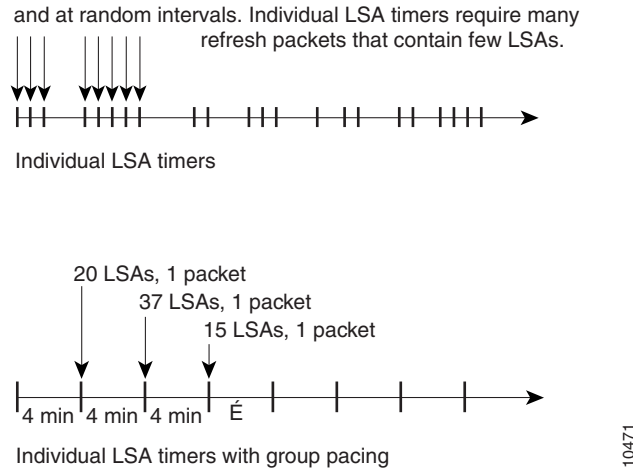 and at random intervals. Individual LSA timers require many
refresh packets that contain few LSAs.
Individual LSA timers
20 LSAs, 1 packet
37 LSAs, 1 packet
15 LSAs, 1 packet
4 min 4 min 4 min É
Individual LSA timers with group pacing
10471